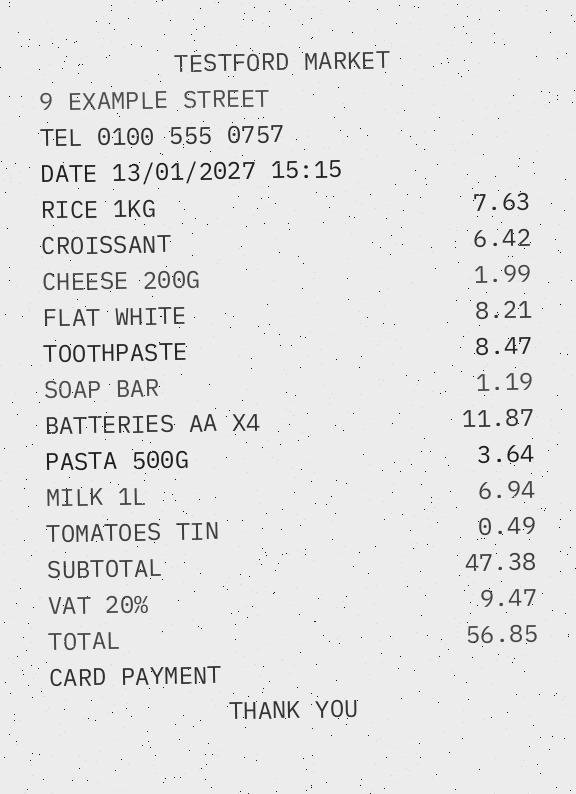 TESTFORD MARKET
9 EXAMPLE STREET
TEL 0100 555 0757
DATE 13/01/2027 15:15
RICE 1KG 7.63
CROISSANT 6.42
CHEESE 200G 1.99
FLAT WHITE 8.21
TOOTHPASTE 8.47
SOAP BAR 1.19
BATTERIES AA X4 11.87
PASTA 500G 3.64
MILK 1L 6.94
TOMATOES TIN 0.49
SUBTOTAL 47.38
VAT 20% 9.47
TOTAL 56.85
CARD PAYMENT
THANK YOU